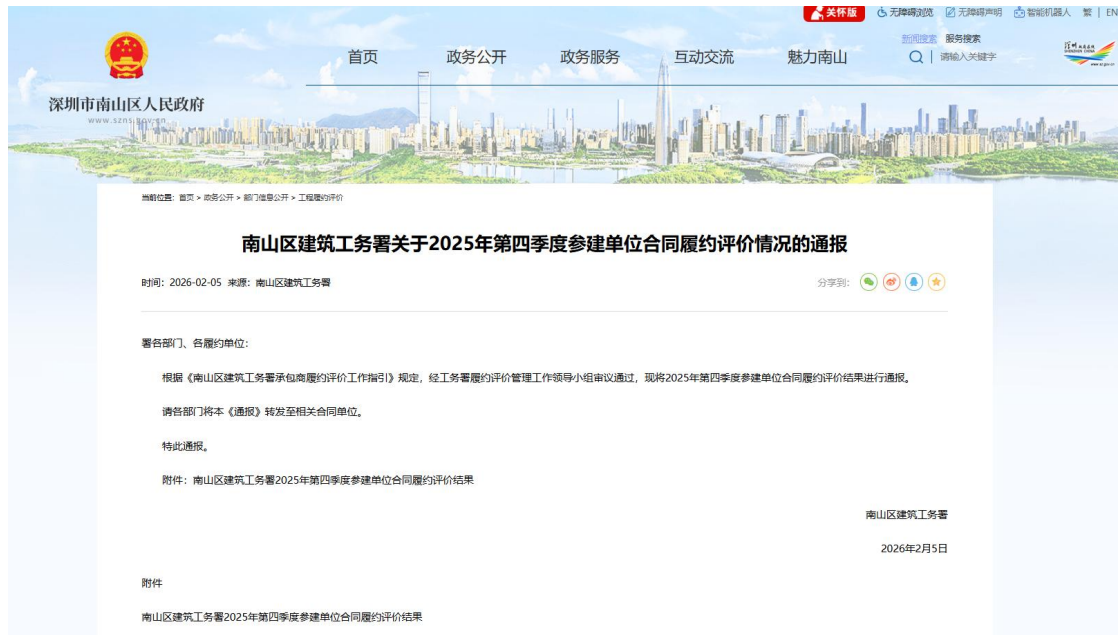 关怀版 无障碍浏览 无障碍声明 智能机器人 繁 | EN
新闻搜索 服务搜索
首页 政务公开 政务服务 互动交流 魅力南山 请输入关键字
深圳市南山区人民政府
www.szns.gov.cn
当前位置：首页 > 政务公开 > 部门信息公开 > 工程履约评价
南山区建筑工务署关于2025年第四季度参建单位合同履约评价情况的通报
时间：2026-02-05 来源：南山区建筑工务署 分享到：
署各部门、各履约单位：
根据《南山区建筑工务署承包商履约评价工作指引》规定，经工务署履约评价管理工作领导小组审议通过，现将2025年第四季度参建单位合同履约评价结果进行通报。
请各部门将本《通报》转发至相关合同单位。
特此通报。
附件：南山区建筑工务署2025年第四季度参建单位合同履约评价结果
南山区建筑工务署
2026年2月5日
附件
南山区建筑工务署2025年第四季度参建单位合同履约评价结果